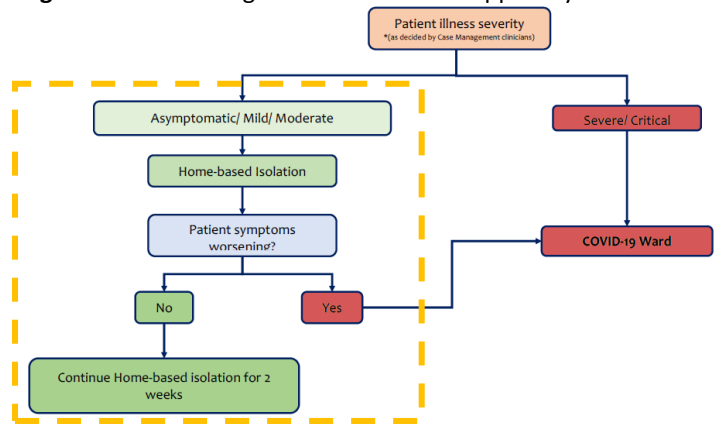 Patient illness severity
*(as decided by Case Management clinicians)
Asymptomatic/ Mild/ Moderate
Severe/ Critical
Home-based Isolation
Patient symptoms
worsening?
COVID-19 Ward
No
Yes
Continue Home-based isolation for 2
weeks